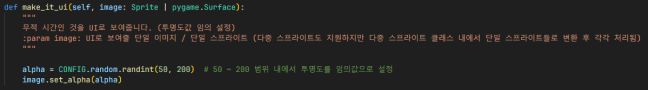 def make_it_ui(self, image: Sprite | pygame.Surface):
"""
무적 시간인 것을 UI로 보여줍니다. (투명도값 임의 설정)
:param image: UI로 보여줄 단일 이미지 / 단일 스프라이트 (다중 스프라이트도 지원하지만 다중 스프라이트 클래스 내에서 단일 스프라이트들로 변환 후 각각 처리됨)
"""
alpha = CONFIG.random.randint(50, 200)  # 50 ~ 200 범위 내에서 투명도를 임의값으로 설정
image.set_alpha(alpha)